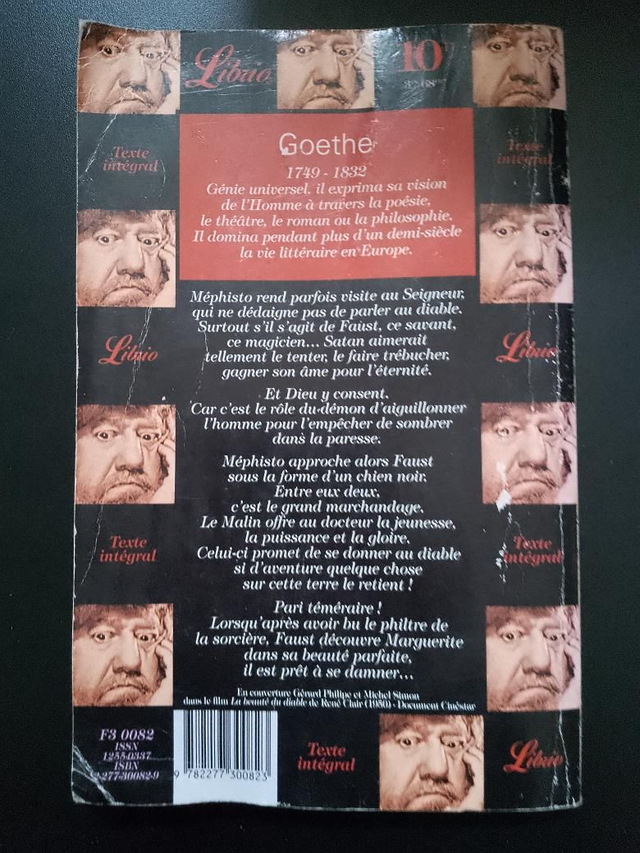 Librio
10F
Texte
intégral
Texte
intégral
Goethe
1749 - 1832
Génie universel, il exprima sa vision
de l'Homme à travers la poésie,
le théâtre, le roman ou la philosophie.
Il domina pendant plus d'un demi-siècle
la vie littéraire en Europe.
Méphisto rend parfois visite au Seigneur,
qui ne dédaigne pas de parler au diable.
Surtout s'il s'agit de Faust, ce savant,
ce magicien... Satan aimerait
tellement le tenter, le faire trébucher,
gagner son âme pour l'éternité.
Librio
Librio
Et Dieu y consent.
Car c'est le rôle du démon d'aiguillonner
l'homme pour l'empêcher de sombrer
dans la paresse.
Méphisto approche alors Faust
sous la forme d'un chien noir.
Entre eux deux,
c'est le grand marchandage.
Le Malin offre au docteur la jeunesse,
la puissance et la gloire.
Celui-ci promet de se donner au diable
si d'aventure quelque chose
sur cette terre le retient !
Texte
intégral
Texte
intégral
Pari téméraire !
Lorsqu'après avoir bu le philtre de
la sorcière, Faust découvre Marguerite
dans sa beauté parfaite,
il est prêt à se damner...
En couverture Gérard Philipe et Michel Simon
dans le film La beauté du diable de René Clair (1950) - Document Cinéstar
F3 0082
ISSN
1255-0337
ISBN
2-277-30082-9
9 782277 300823
Texte
intégral
Librio